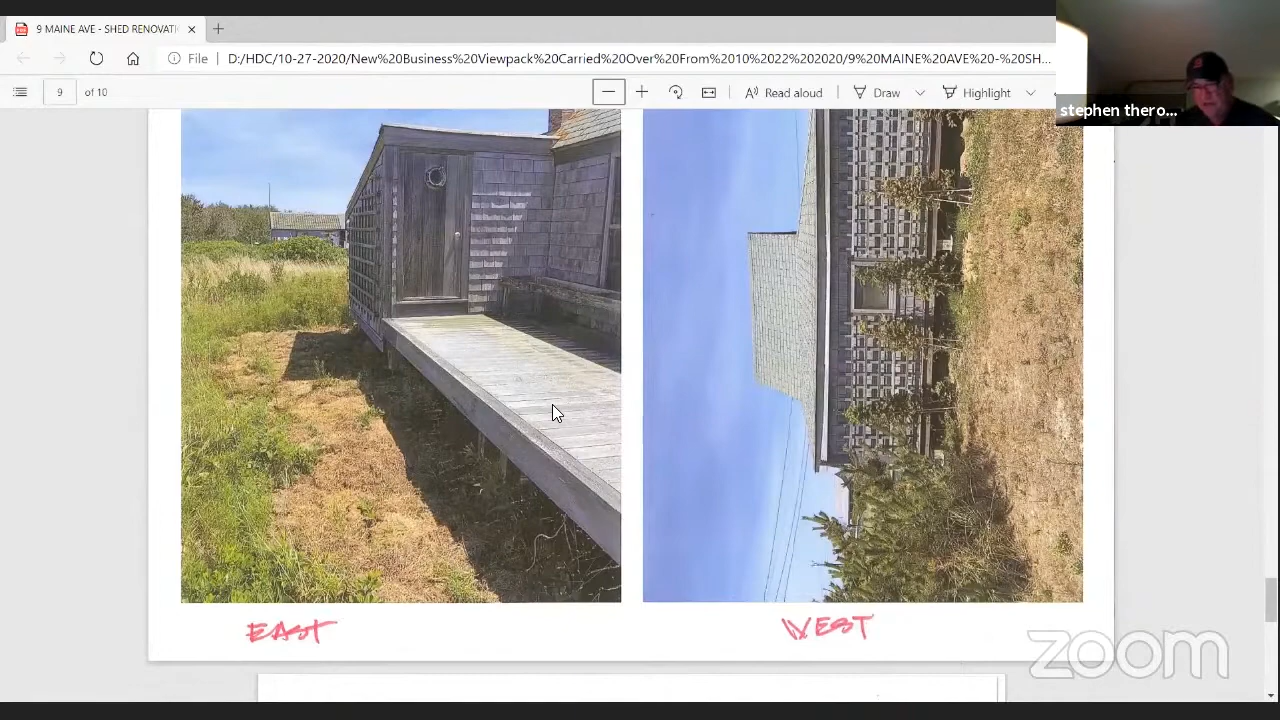 9 MAINE AVE - SHED RENOVATI
File
D:/HDC/10-27-2020/New%20Business%20Viewpack%20Carried%20Over%20From%2010%2022%202020/9%20MAINE%20AVE%20-%20SH...
9 of 10
Read aloud
Draw
Highlight
stephen thero...
EAST
WEST
zoom